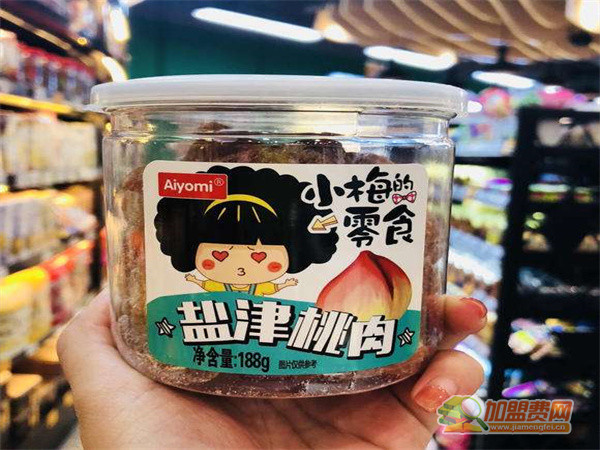 Aiyomi®
小梅的
零食
盐津桃肉
净含量:188g
图片仅供参考
加盟费网
www.jiamengfei.cn